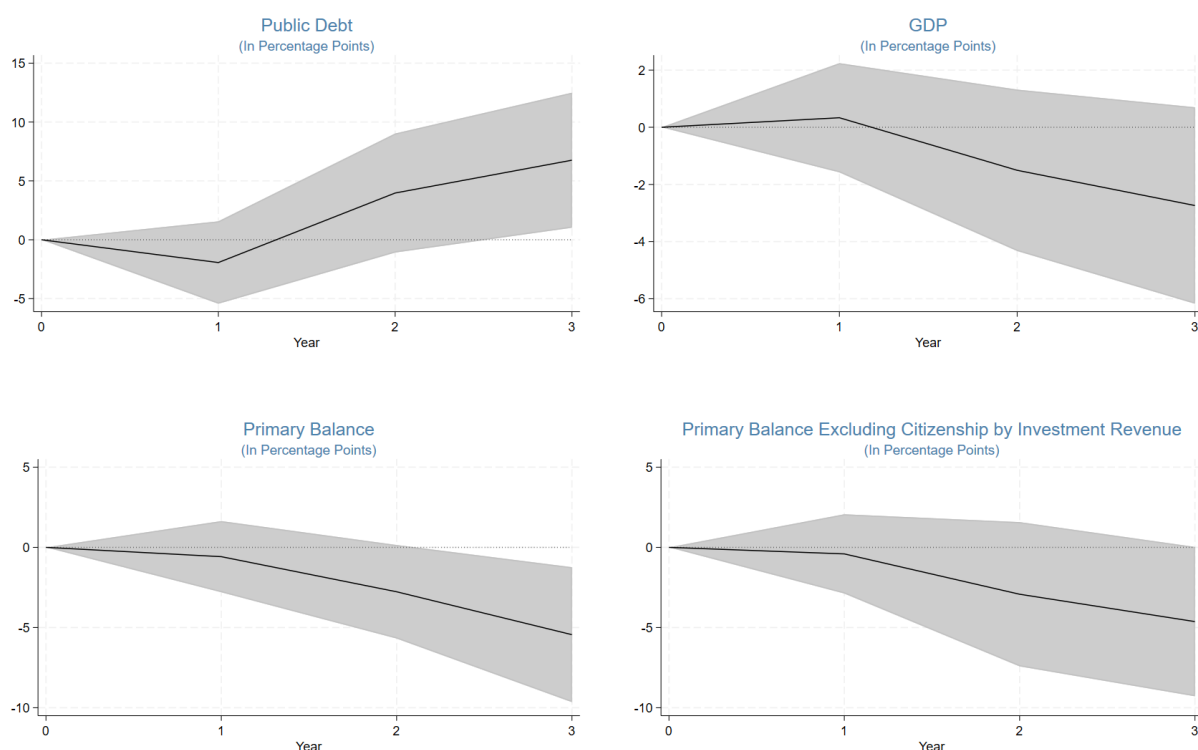 Public Debt
(In Percentage Points)
15
10
5
0
-5
0 1 2 3
Year
GDP
(In Percentage Points)
2
0
-2
-4
-6
0 1 2 3
Year
Primary Balance
(In Percentage Points)
5
0
-5
-10
0 1 2 3
Year
Primary Balance Excluding Citizenship by Investment Revenue
(In Percentage Points)
5
0
-5
-10
0 1 2 3
Year